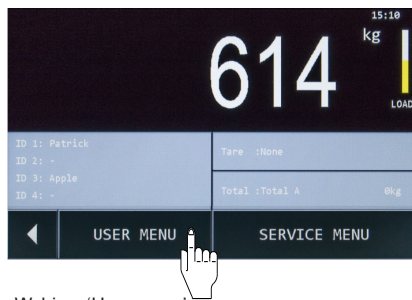 15:10
614 kg
LOAD
ID 1: Patrick
ID 2: -
ID 3: Apple
ID 4: -
Tare :None
Total :Total A 0kg
USER MENU
SERVICE MENU